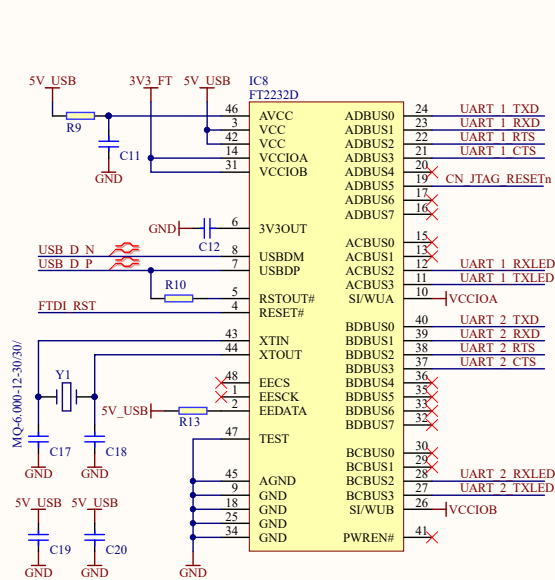 5V_USB
3V3_FT
5V_USB
IC8
FT2232D
R9
C11
GND
46 AVCC ADBUS0 24 UART_1_TXD
3 VCC ADBUS1 23 UART_1_RXD
42 VCC ADBUS2 22 UART_1_RTS
14 VCCIOA ADBUS3 21 UART_1_CTS
31 VCCIOB ADBUS4 20
ADBUS5 19 CN_JTAG_RESETn
ADBUS6 17
ADBUS7 16
GND C12 6 3V3OUT
ACBUS0 15
USB_D_N 8 USBDM ACBUS1 13
USB_D_P 7 USBDP ACBUS2 12 UART_1_RXLED
ACBUS3 11 UART_1_TXLED
R10 5 RSTOUT# SI/WUA 10 VCCIOA
FTDI_RST 4 RESET#
BDBUS0 40 UART_2_TXD
43 XTIN BDBUS1 39 UART_2_RXD
44 XTOUT BDBUS2 38 UART_2_RTS
BDBUS3 37 UART_2_CTS
MQ-6.000-12-30/30/
Y1
48 EECS BDBUS4 36
1 EESCK BDBUS5 35
5V_USB R13 2 EEDATA BDBUS6 33
BDBUS7 32
47 TEST
C17
C18
GND
GND
BCBUS0 30
BCBUS1 29
45 AGND BCBUS2 28 UART_2_RXLED
9 GND BCBUS3 27 UART_2_TXLED
18 GND SI/WUB 26 VCCIOB
25 GND
34 GND PWREN# 41
5V_USB
5V_USB
C19
C20
GND
GND
GND